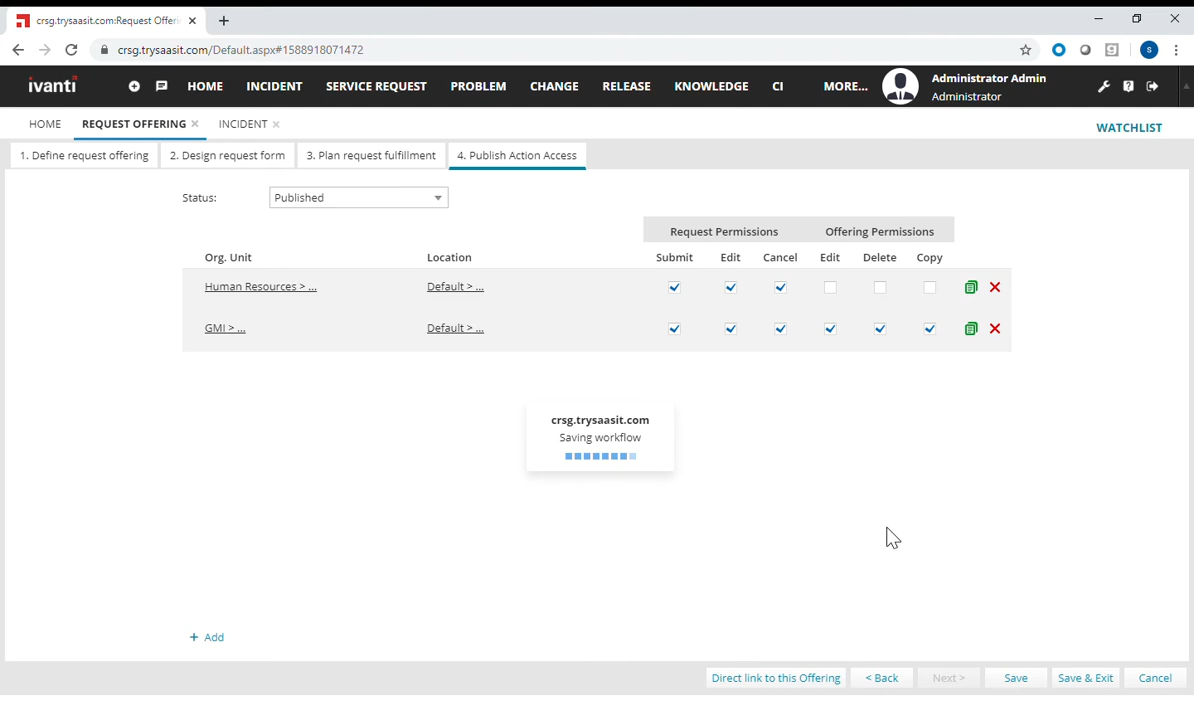 crsg.trysaasit.com:Request Offerin
crsg.trysaasit.com/Default.aspx#1588918071472
S
ivanti
HOME INCIDENT SERVICE REQUEST PROBLEM CHANGE RELEASE KNOWLEDGE CI MORE...
Administrator Admin
Administrator
HOME REQUEST OFFERING INCIDENT WATCHLIST
1. Define request offering 2. Design request form 3. Plan request fulfillment 4. Publish Action Access
Status: Published
Request Permissions Offering Permissions
Org. Unit Location Submit Edit Cancel Edit Delete Copy
Human Resources > ... Default > ...
GMI > ... Default > ...
crsg.trysaasit.com
Saving workflow
+ Add
Direct link to this Offering < Back Next > Save Save & Exit Cancel